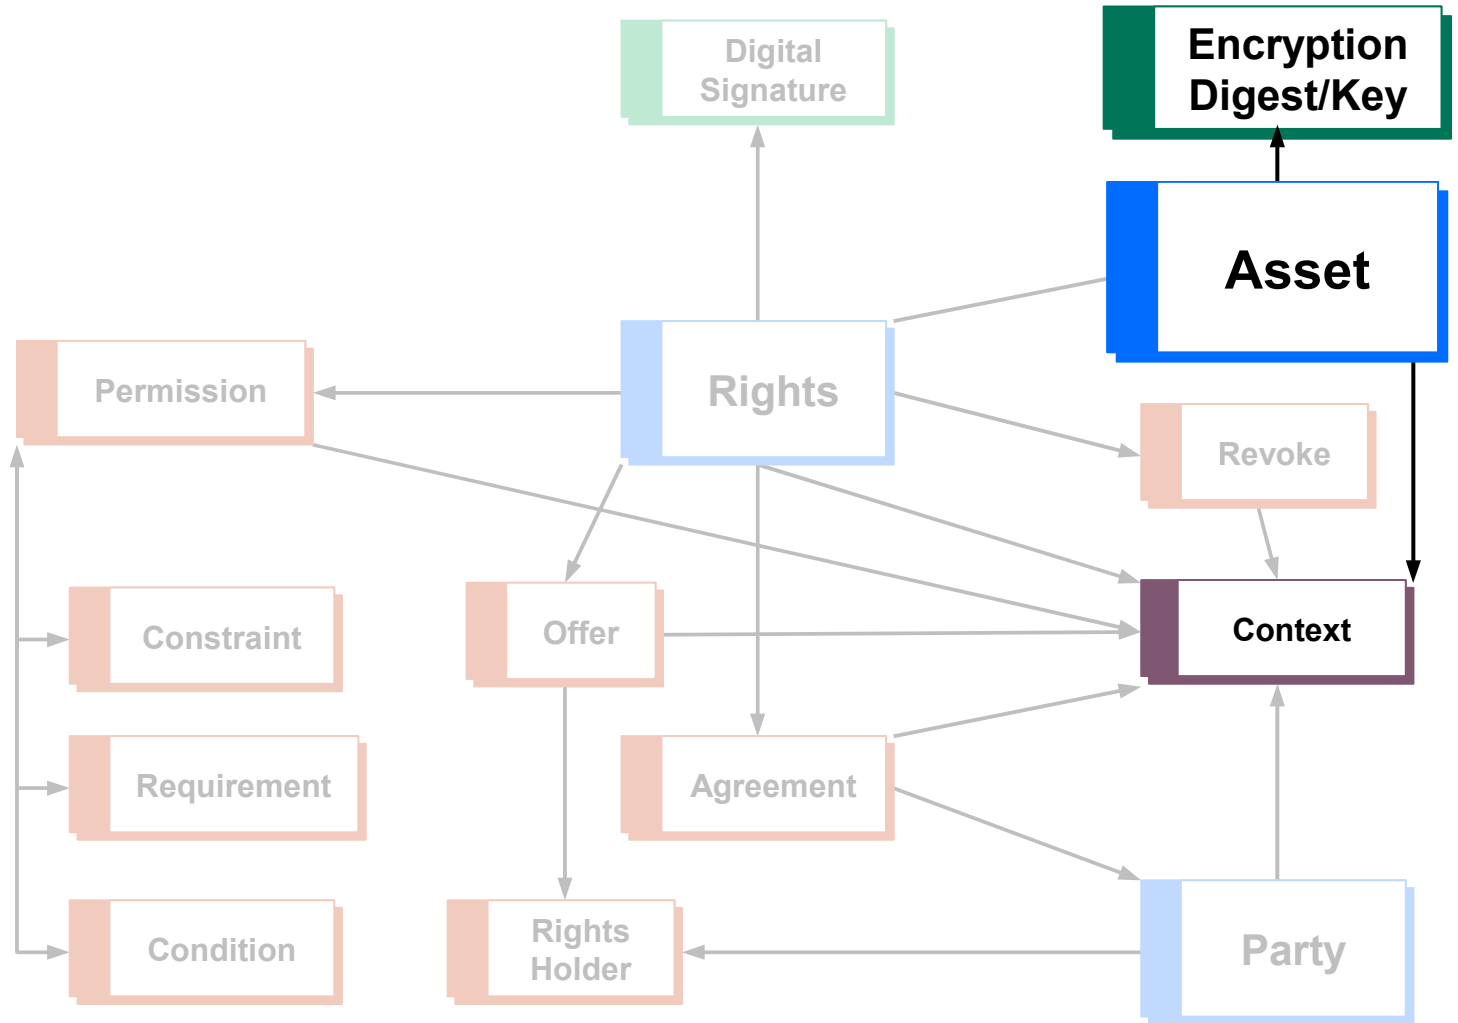 Digital
Signature
Encryption
Digest/Key
Asset
Permission
Rights
Revoke
Constraint
Offer
Context
Requirement
Agreement
Condition
Rights
Holder
Party